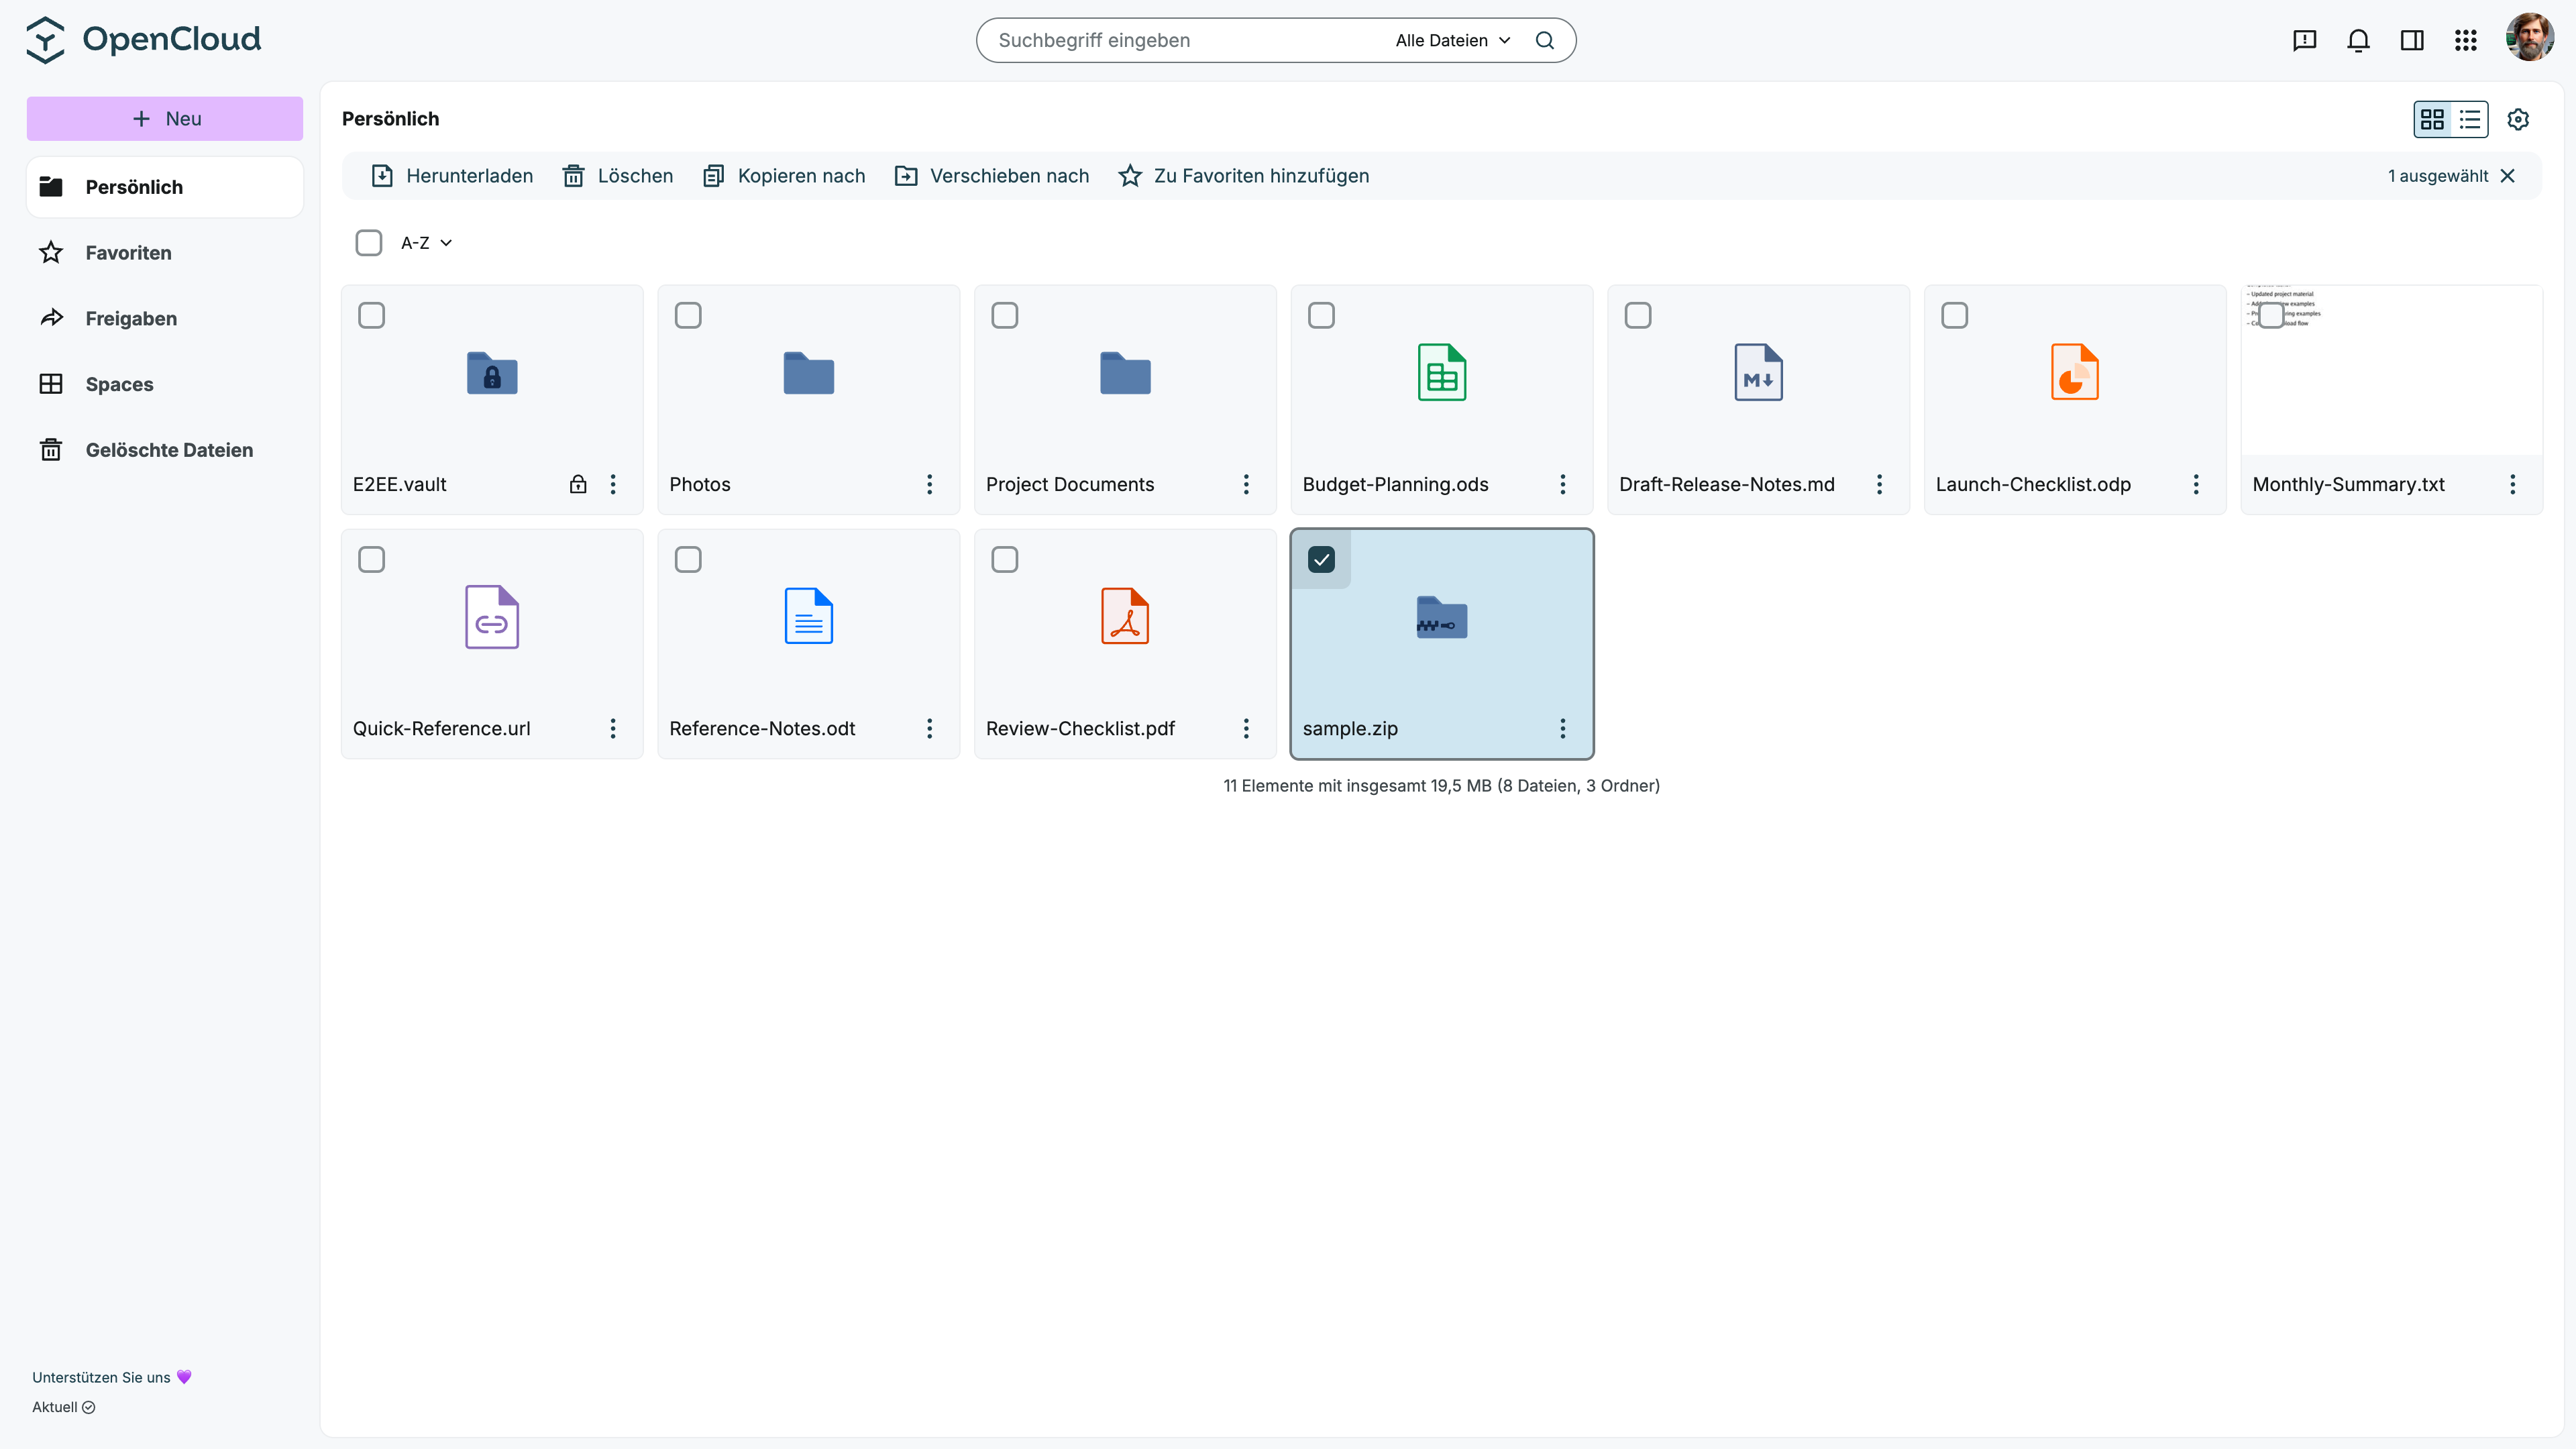 OpenCloud
Suchbegriff eingeben
Alle Dateien
Neu
Persönlich
Favoriten
Freigaben
Spaces
Gelöschte Dateien
Persönlich
Herunterladen
Löschen
Kopieren nach
Verschieben nach
Zu Favoriten hinzufügen
1 ausgewählt
A-Z
- Updated project material
E2EE.vault
Photos
Project Documents
Budget-Planning.ods
Draft-Release-Notes.md
Launch-Checklist.odp
Monthly-Summary.txt
Quick-Reference.url
Reference-Notes.odt
Review-Checklist.pdf
sample.zip
11 Elemente mit insgesamt 19,5 MB (8 Dateien, 3 Ordner)
Unterstützen Sie uns 💜
Aktuell